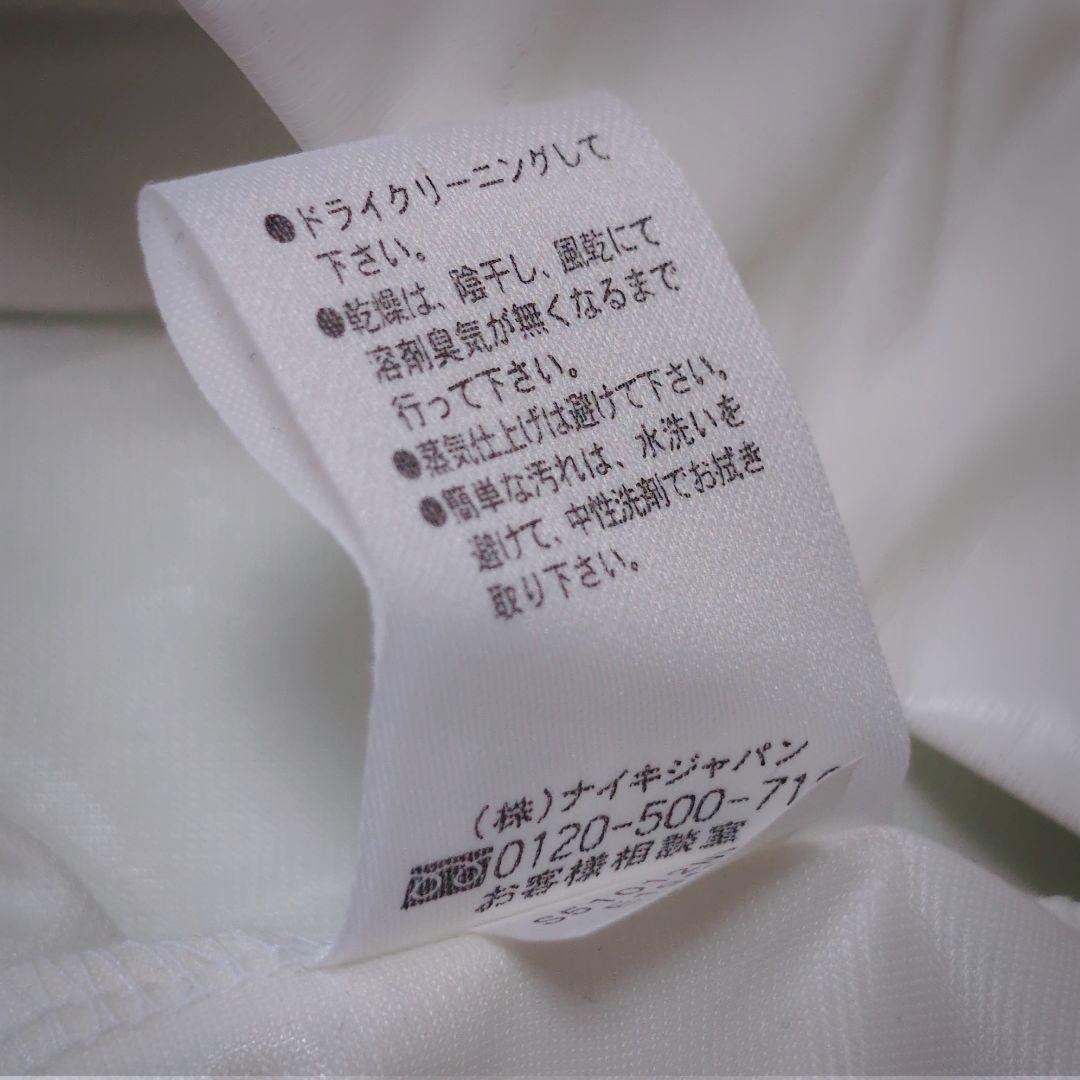 ●ドライクリーニングして
下さい。
●乾燥は、陰干し、風乾にて
溶剤臭気が無くなるまで
行って下さい。
●蒸気仕上げは避けて下さい。
●簡単な汚れは、水洗いを
避けて、中性洗剤でお拭き
取り下さい。
(株)ナイキジャパン
0120-500-71
お客様相談室